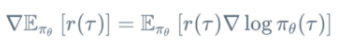 ∇𝔼_{π_θ} [r(τ)] = 𝔼_{π_θ} [r(τ)∇ log π_θ(τ)]